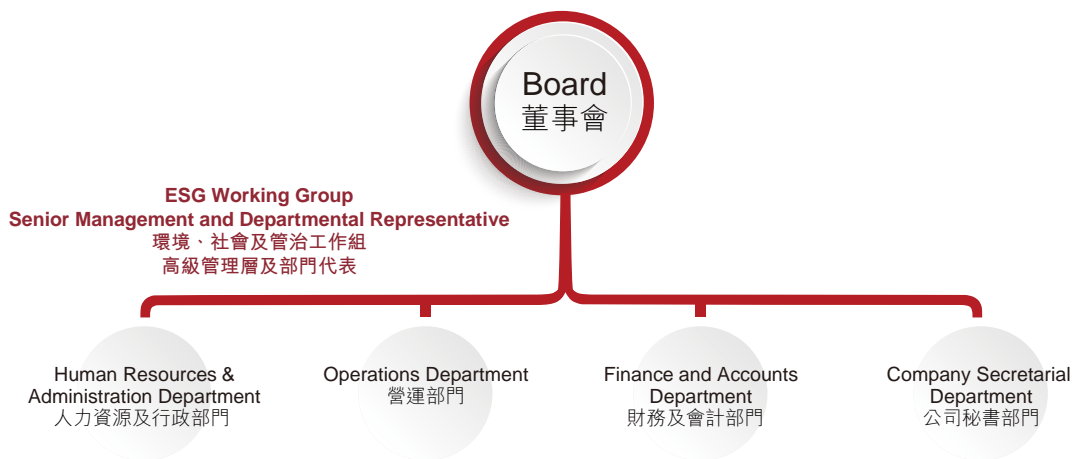 Board
董事會
ESG Working Group
Senior Management and Departmental Representative
環境、社會及管治工作組
高級管理層及部門代表
Human Resources &
Administration Department
人力資源及行政部門
Operations Department
營運部門
Finance and Accounts
Department
財務及會計部門
Company Secretarial
Department
公司秘書部門